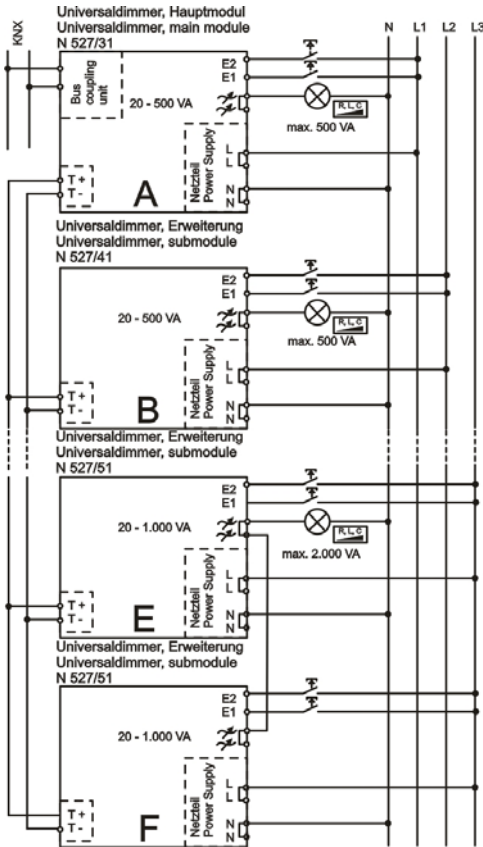 KNX
Universaldimmer, Hauptmodul
Universaldimmer, main module
N 527/31
N L1 L2 L3
Bus coupling unit
20 - 500 VA
E2
E1
R, L, C
max. 500 VA
Netzteil
Power Supply
L
L
N
N
T +
T -
A
Universaldimmer, Erweiterung
Universaldimmer, submodule
N 527/41
20 - 500 VA
E2
E1
R, L, C
max. 500 VA
Netzteil
Power Supply
L
L
N
N
T +
T -
B
Universaldimmer, Erweiterung
Universaldimmer, submodule
N 527/51
20 - 1.000 VA
E2
E1
R, L, C
max. 2.000 VA
Netzteil
Power Supply
L
L
N
N
T +
T -
E
Universaldimmer, Erweiterung
Universaldimmer, submodule
N 527/51
20 - 1.000 VA
E2
E1
Netzteil
Power Supply
L
L
N
N
T +
T -
F